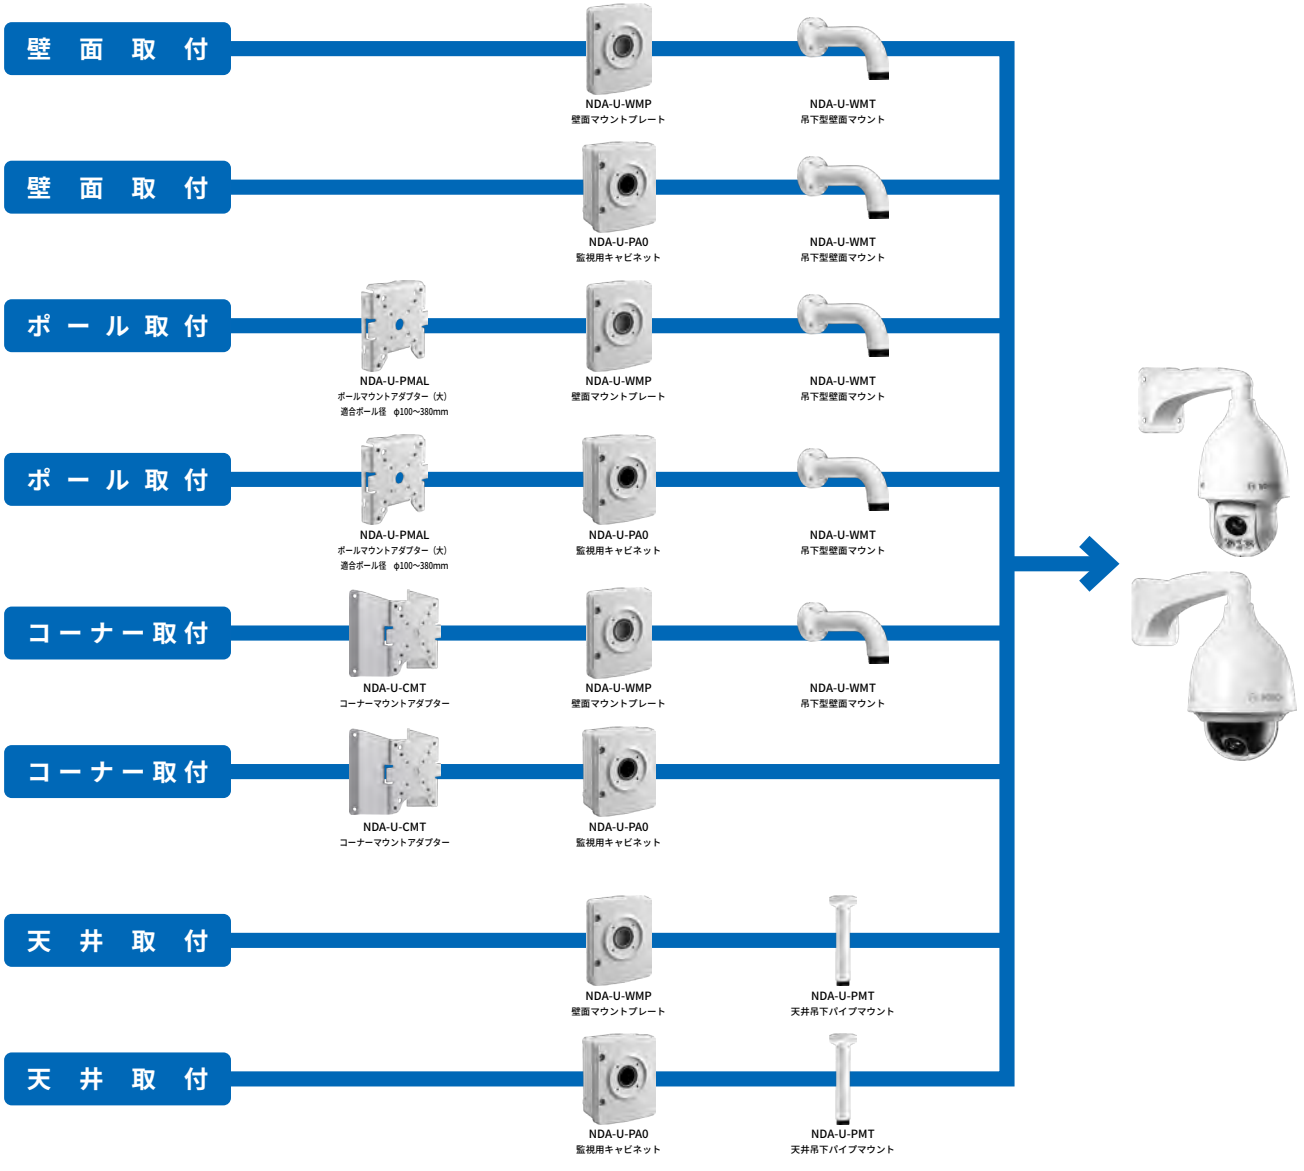 壁面取付
NDA-U-WMP
壁面マウントプレート
NDA-U-WMT
吊下型壁面マウント
壁面取付
NDA-U-PA0
監視用キャビネット
NDA-U-WMT
吊下型壁面マウント
ポール取付
NDA-U-PMAL
ポールマウントアダプター（大）
適合ポール径　φ100〜380mm
NDA-U-WMP
壁面マウントプレート
NDA-U-WMT
吊下型壁面マウント
ポール取付
NDA-U-PMAL
ポールマウントアダプター（大）
適合ポール径　φ100〜380mm
NDA-U-PA0
監視用キャビネット
NDA-U-WMT
吊下型壁面マウント
コーナー取付
NDA-U-CMT
コーナーマウントアダプター
NDA-U-WMP
壁面マウントプレート
NDA-U-WMT
吊下型壁面マウント
コーナー取付
NDA-U-CMT
コーナーマウントアダプター
NDA-U-PA0
監視用キャビネット
天井取付
NDA-U-WMP
壁面マウントプレート
NDA-U-PMT
天井吊下パイプマウント
天井取付
NDA-U-PA0
監視用キャビネット
NDA-U-PMT
天井吊下パイプマウント